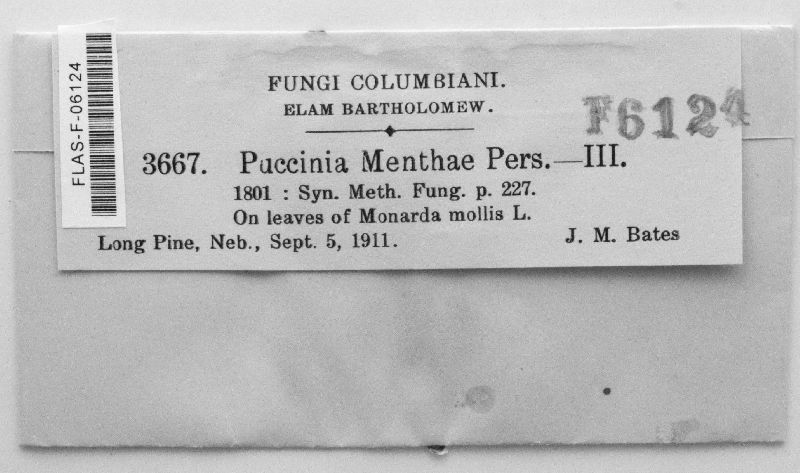 FUNGI COLUMBIANI.
ELAM BARTHOLOMEW.
F6124
3667. Puccinia Menthae Pers.—III.
1801 : Syn. Meth. Fung. p. 227.
On leaves of Monarda mollis L.
Long Pine, Neb., Sept. 5, 1911. J. M. Bates
FLAS-F-06124